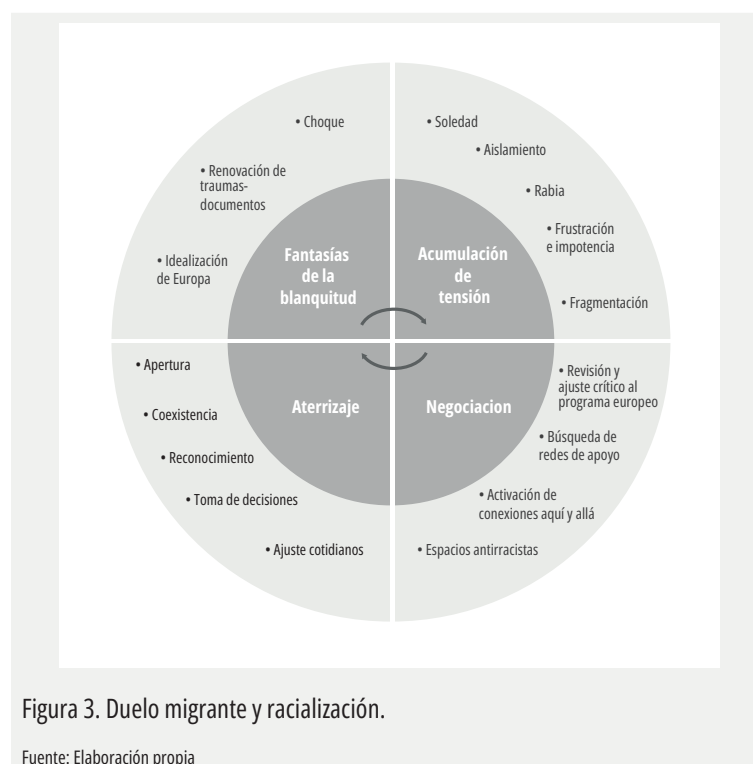 • Choque
• Renovación de
traumas-
documentos
• Idealización
de Europa
Fantasías
de la
blanquitud
• Soledad
• Aislamiento
• Rabia
• Frustración
e impotencia
• Fragmentación
Acumulación
de
tensión
• Apertura
• Coexistencia
• Reconocimiento
• Toma de decisiones
• Ajuste cotidianos
Aterrizaje
Negociacion
• Revisión y
ajuste crítico al
programa europeo
• Búsqueda de
redes de apoyo
• Activación de
conexiones aquí y allá
• Espacios antirracistas
Figura 3. Duelo migrante y racialización.
Fuente: Elaboración propia